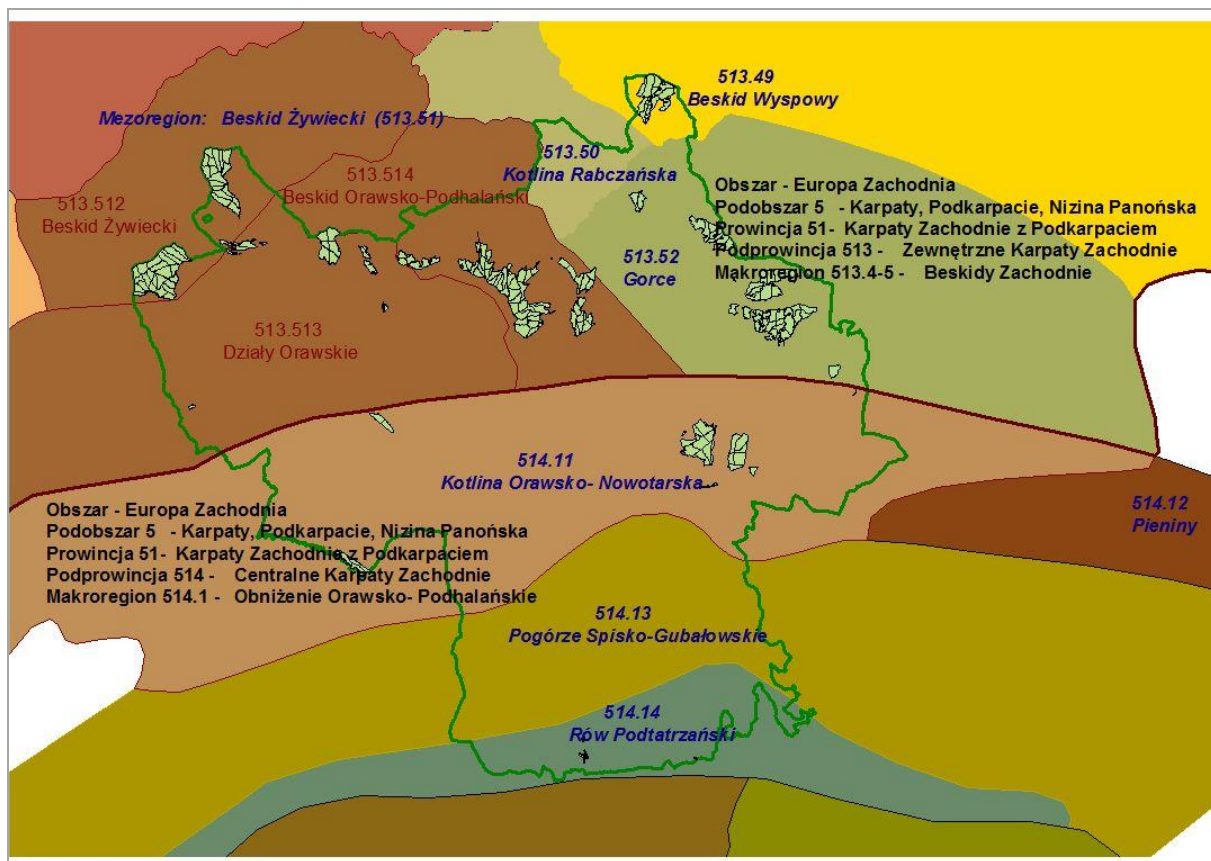 513.49
Beskid Wyspowy
Mezoregion: Beskid Żywiecki (513.51)
513.50
Kotlina Rabczańska
513.514
Beskid Orawsko-Podhalański
513.512
Beskid Żywiecki
Obszar - Europa Zachodnia
Podobszar 5 - Karpaty, Podkarpacie, Nizina Panońska
Prowincja 51- Karpaty Zachodnie z Podkarpaciem
Podprowincja 513 - Zewnętrzne Karpaty Zachodnie
Makroregion 513.4-5 - Beskidy Zachodnie
513.52
Gorce
513.513
Działy Orawskie
514.11
Kotlina Orawsko- Nowotarska
514.12
Pieniny
Obszar - Europa Zachodnia
Podobszar 5 - Karpaty, Podkarpacie, Nizina Panońska
Prowincja 51- Karpaty Zachodnie z Podkarpaciem
Podprowincja 514 - Centralne Karpaty Zachodnie
Makroregion 514.1 - Obniżenie Orawsko- Podhalańskie
514.13
Pogórze Spisko-Gubałowskie
514.14
Rów Podtatrzański